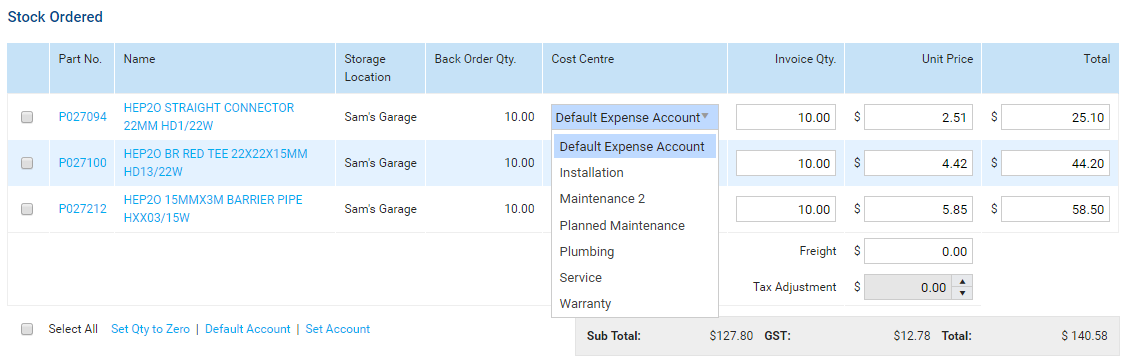 Stock Ordered
Part No. Name Storage Location Back Order Qty. Cost Centre Invoice Qty. Unit Price Total
P027094 HEP2O STRAIGHT CONNECTOR 22MM HD1/22W Sam's Garage 10.00 Default Expense Account 10.00 $ 2.51 $ 25.10
P027100 HEP2O BR RED TEE 22X22X15MM HD13/22W Sam's Garage 10.00 10.00 $ 4.42 $ 44.20
P027212 HEP2O 15MMX3M BARRIER PIPE HXX03/15W Sam's Garage 10.00 10.00 $ 5.85 $ 58.50
Default Expense Account
Installation
Maintenance 2
Planned Maintenance
Plumbing
Service
Warranty
Freight $ 0.00
Tax Adjustment $ 0.00
Select All Set Qty to Zero | Default Account | Set Account
Sub Total: $127.80 GST: $12.78 Total: $ 140.58